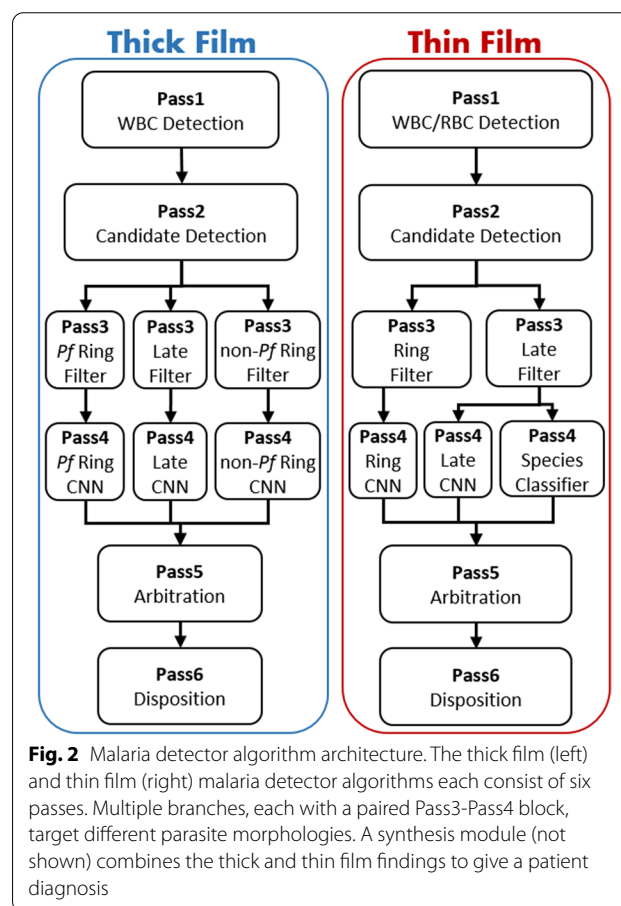 Thick Film
Pass1
WBC Detection
Pass2
Candidate Detection
Pass3
Pf Ring
Filter
Pass3
Late
Filter
Pass3
non-Pf Ring
Filter
Pass4
Pf Ring
CNN
Pass4
Late
CNN
Pass4
non-Pf Ring
CNN
Pass5
Arbitration
Pass6
Disposition
Thin Film
Pass1
WBC/RBC Detection
Pass2
Candidate Detection
Pass3
Ring
Filter
Pass3
Late
Filter
Pass4
Ring
CNN
Pass4
Late
CNN
Pass4
Species
Classifier
Pass5
Arbitration
Pass6
Disposition
Fig. 2 Malaria detector algorithm architecture. The thick film (left)
and thin film (right) malaria detector algorithms each consist of six
passes. Multiple branches, each with a paired Pass3-Pass4 block,
target different parasite morphologies. A synthesis module (not
shown) combines the thick and thin film findings to give a patient
diagnosis